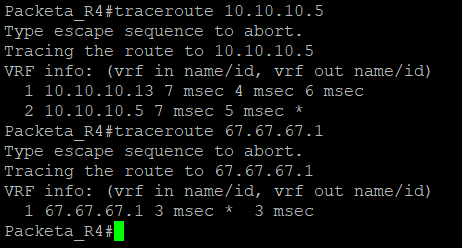 Packeta_R4#traceroute 10.10.10.5
Type escape sequence to abort.
Tracing the route to 10.10.10.5
VRF info: (vrf in name/id, vrf out name/id)
  1 10.10.10.13 7 msec 4 msec 6 msec
  2 10.10.10.5 7 msec 5 msec *
Packeta_R4#traceroute 67.67.67.1
Type escape sequence to abort.
Tracing the route to 67.67.67.1
VRF info: (vrf in name/id, vrf out name/id)
  1 67.67.67.1 3 msec *  3 msec
Packeta_R4#